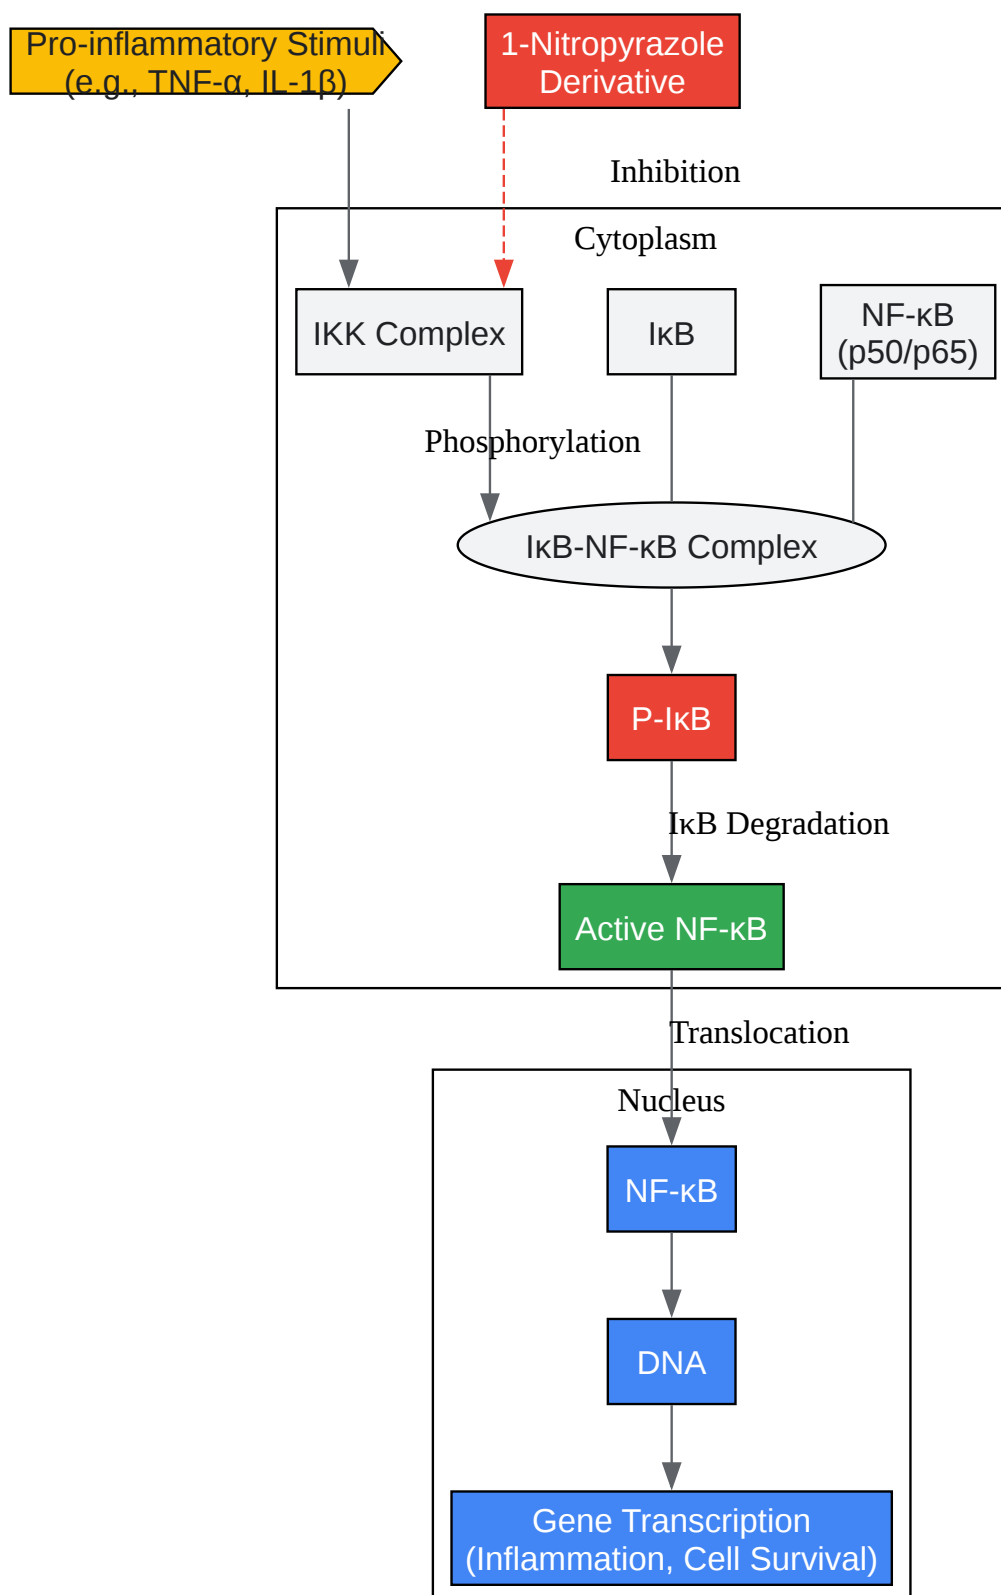 Pro-inflammatory Stimuli
(e.g., TNF-α, IL-1β)
1-Nitropyrazole
Derivative
Inhibition
Cytoplasm
IKK Complex
IκB
NF-κB
(p50/p65)
Phosphorylation
IκB-NF-κB Complex
P-IκB
IκB Degradation
Active NF-κB
Translocation
Nucleus
NF-κB
DNA
Gene Transcription
(Inflammation, Cell Survival)